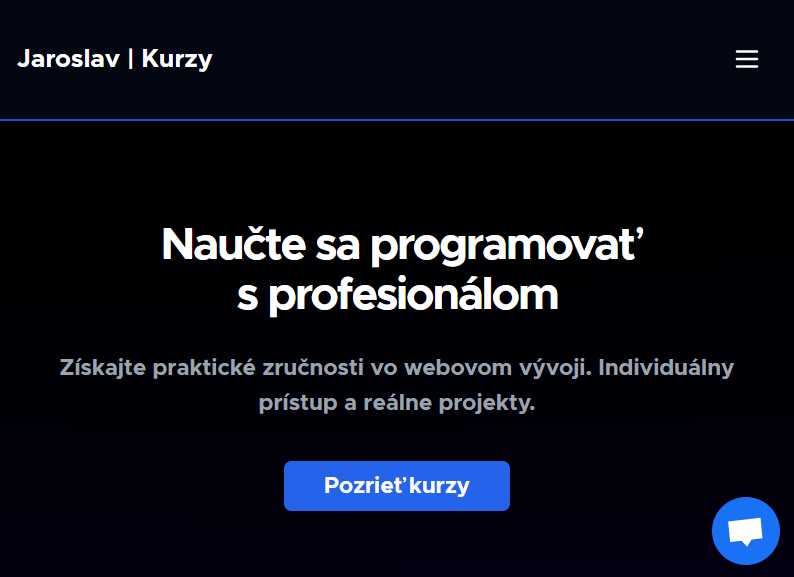 Jaroslav | Kurzy
Naučte sa programovať
s profesionálom
Získajte praktické zručnosti vo webovom vývoji. Individuálny
prístup a reálne projekty.
Pozrieť kurzy